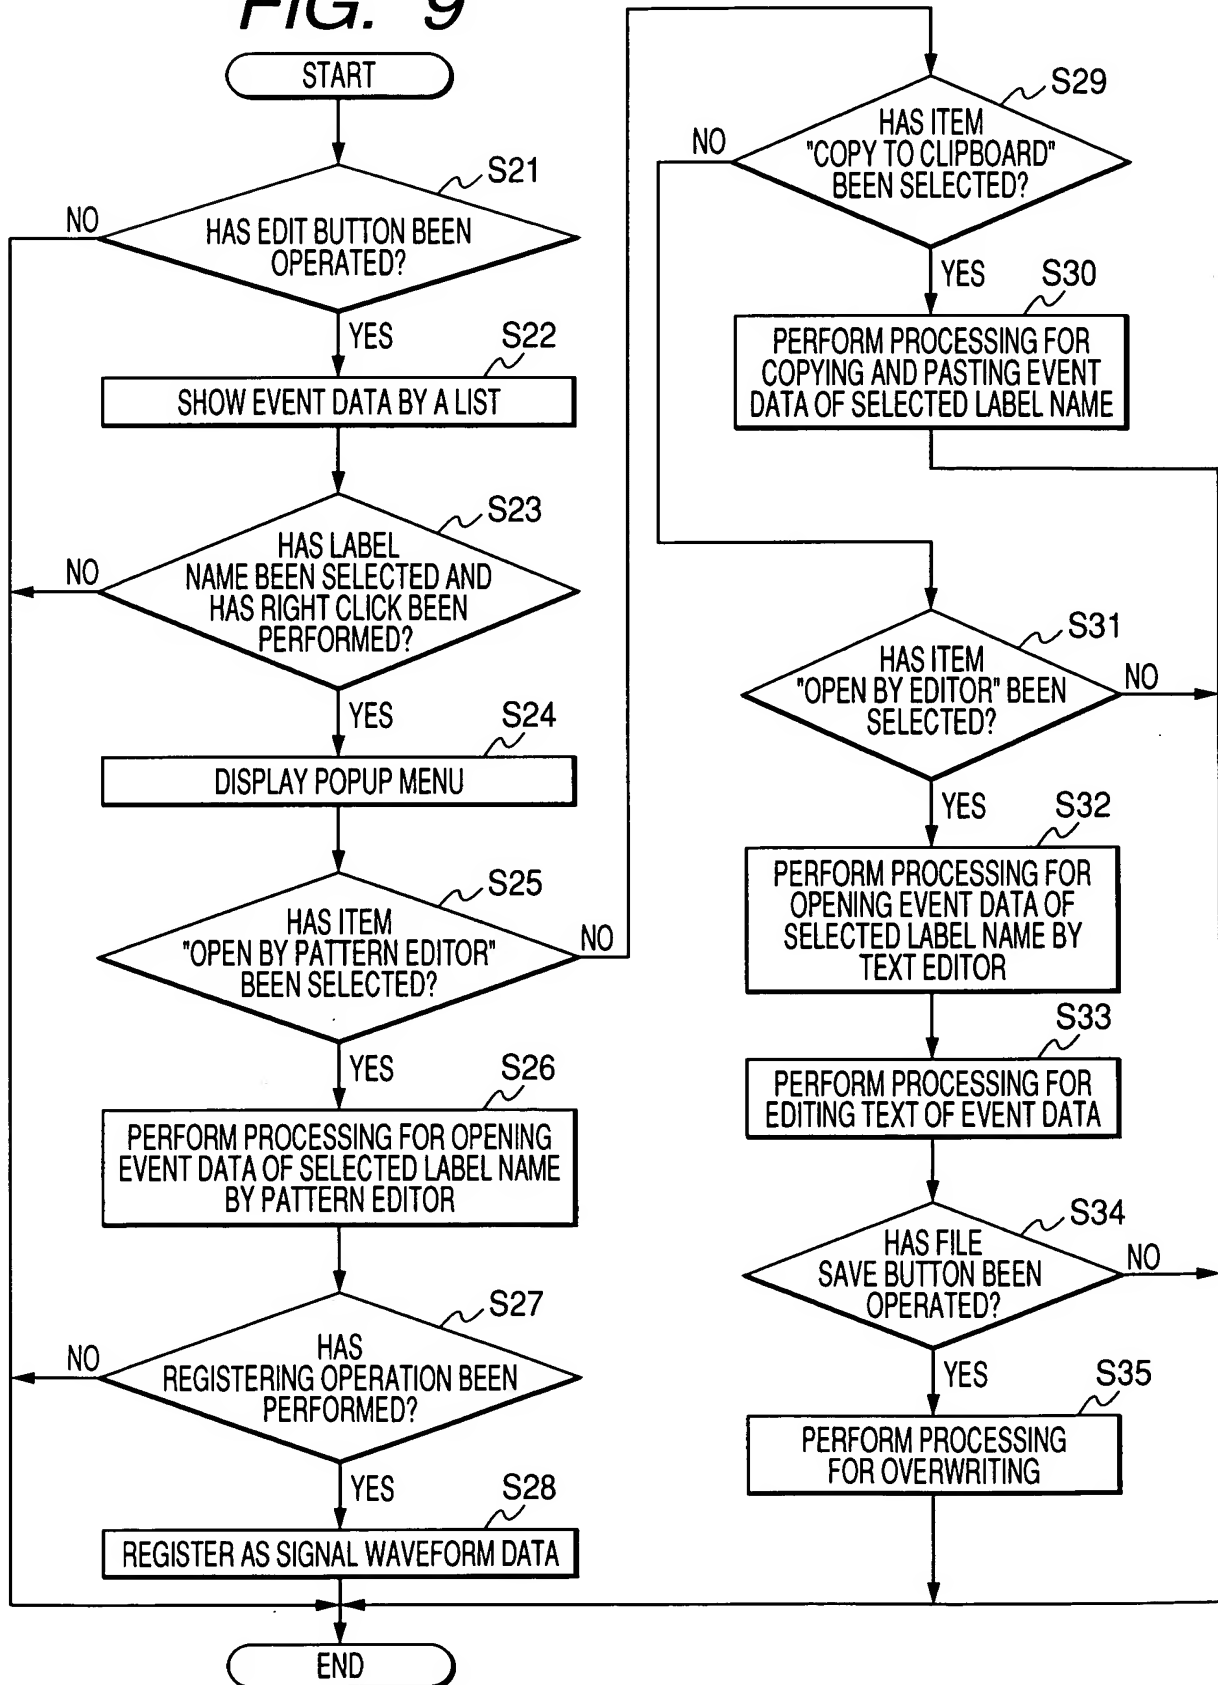 FIG. 9
START
S21
NO
HAS EDIT BUTTON BEEN
OPERATED?
YES
S22
SHOW EVENT DATA BY A LIST
S23
NO
HAS LABEL
NAME BEEN SELECTED AND
HAS RIGHT CLICK BEEN
PERFORMED?
YES
S24
DISPLAY POPUP MENU
S25
HAS ITEM
"OPEN BY PATTERN EDITOR"
BEEN SELECTED?
NO
YES
S26
PERFORM PROCESSING FOR OPENING
EVENT DATA OF SELECTED LABEL NAME
BY PATTERN EDITOR
S27
NO
HAS
REGISTERING OPERATION BEEN
PERFORMED?
YES
S28
REGISTER AS SIGNAL WAVEFORM DATA
END
S29
NO
HAS ITEM
"COPY TO CLIPBOARD"
BEEN SELECTED?
YES
S30
PERFORM PROCESSING FOR
COPYING AND PASTING EVENT
DATA OF SELECTED LABEL NAME
S31
HAS ITEM
"OPEN BY EDITOR" BEEN
SELECTED?
NO
YES
S32
PERFORM PROCESSING FOR
OPENING EVENT DATA OF
SELECTED LABEL NAME BY
TEXT EDITOR
S33
PERFORM PROCESSING FOR
EDITING TEXT OF EVENT DATA
S34
HAS FILE
SAVE BUTTON BEEN
OPERATED?
NO
YES
S35
PERFORM PROCESSING
FOR OVERWRITING